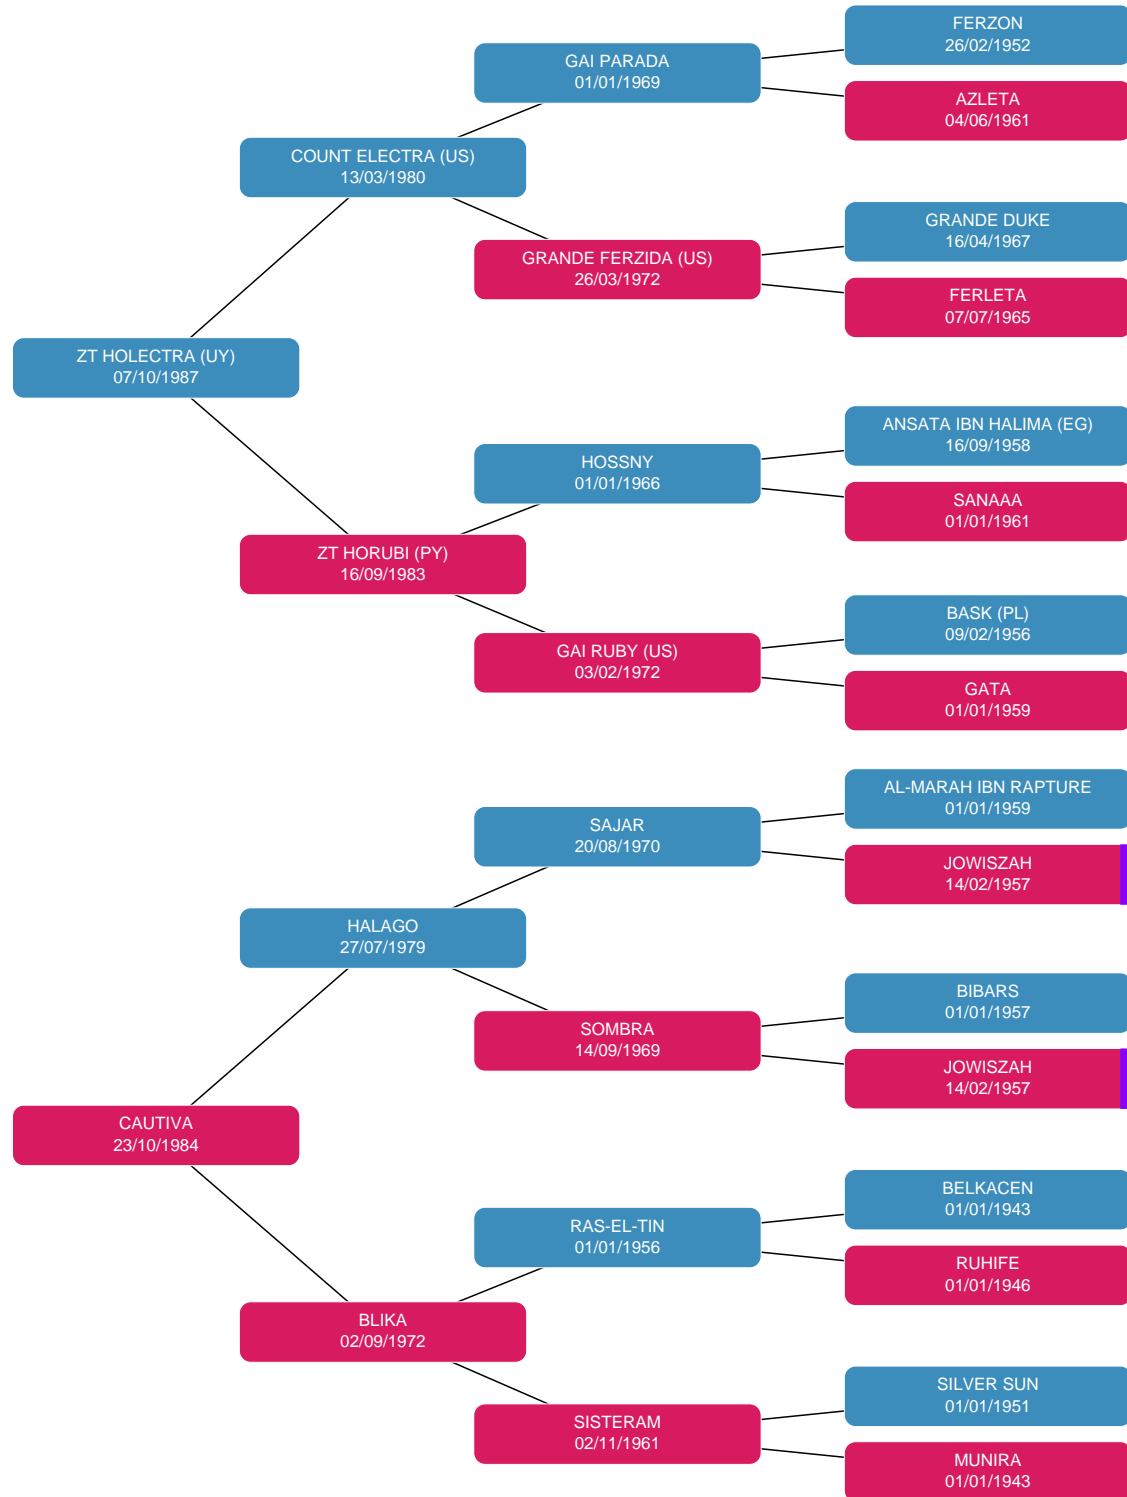 FERZON
26/02/1952
GAI PARADA
01/01/1969
AZLETA
04/06/1961
COUNT ELECTRA (US)
13/03/1980
GRANDE DUKE
16/04/1967
GRANDE FERZIDA (US)
26/03/1972
FERLETA
07/07/1965
ZT HOLECTRA (UY)
07/10/1987
ANSATA IBN HALIMA (EG)
16/09/1958
HOSSNY
01/01/1966
SANAAA
01/01/1961
ZT HORUBI (PY)
16/09/1983
BASK (PL)
09/02/1956
GAI RUBY (US)
03/02/1972
GATA
01/01/1959
AL-MARAH IBN RAPTURE
01/01/1959
SAJAR
20/08/1970
JOWISZAH
14/02/1957
HALAGO
27/07/1979
BIBARS
01/01/1957
SOMBRA
14/09/1969
JOWISZAH
14/02/1957
CAUTIVA
23/10/1984
BELKACEN
01/01/1943
RAS-EL-TIN
01/01/1956
RUHIFE
01/01/1946
BLIKA
02/09/1972
SILVER SUN
01/01/1951
SISTERAM
02/11/1961
MUNIRA
01/01/1943